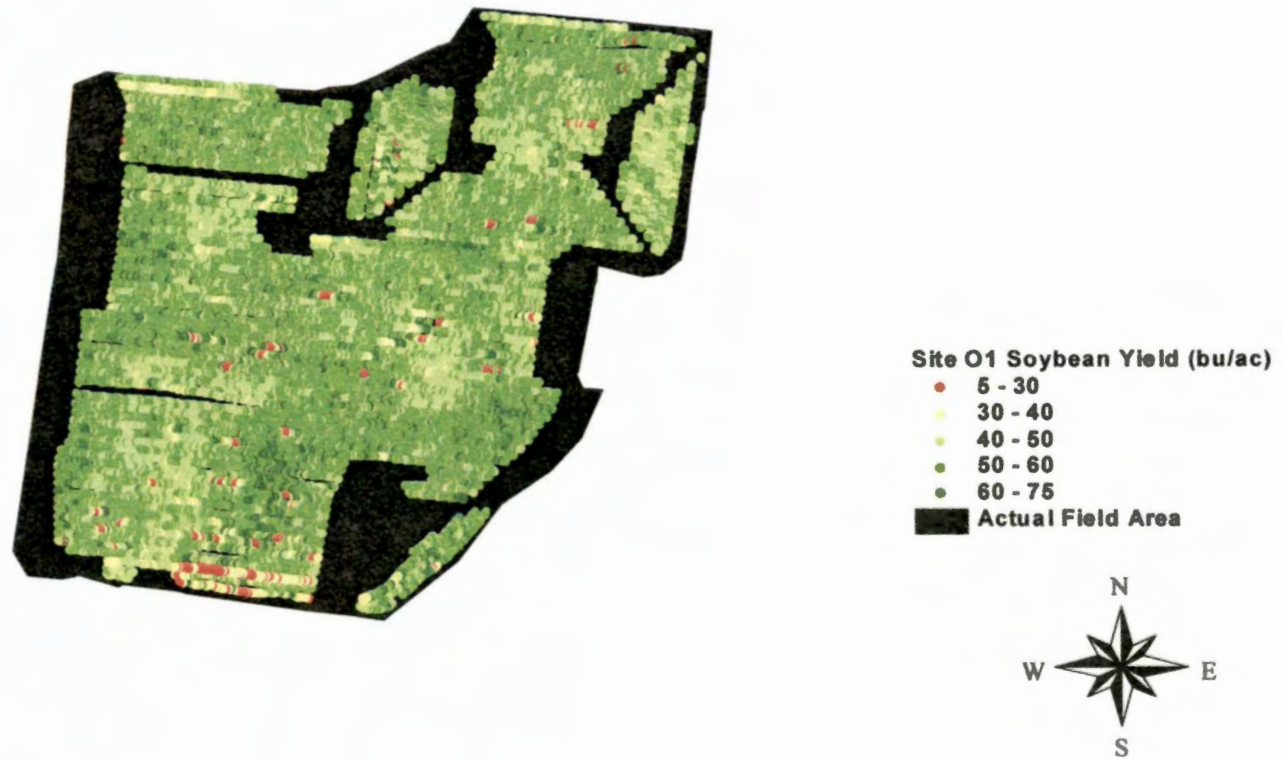 Site O1 Soybean Yield (bu/ac)
5 - 30
30 - 40
40 - 50
50 - 60
60 - 75
Actual Field Area
N
W E
S